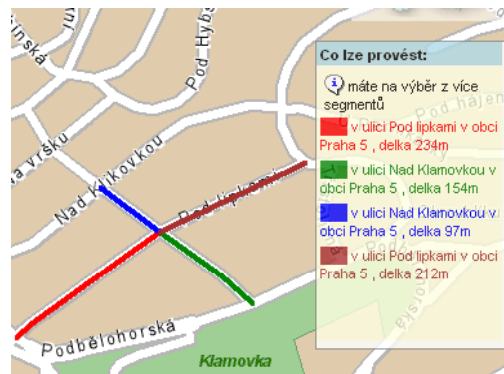 Pod Hybš
Na vršku
Nad Klikovkou
Pod lipkami
Podbělohorská
Klamovka
Pod hájem
Co lze provést:
máte na výběr z více
segmentů
v ulici Pod lipkami v obci
Praha 5 , delka 234m
v ulici Nad Klamovkou v
obci Praha 5 , delka 154m
v ulici Nad Klamovkou v
obci Praha 5 , delka 97m
v ulici Pod lipkami v obci
Praha 5 , delka 212m